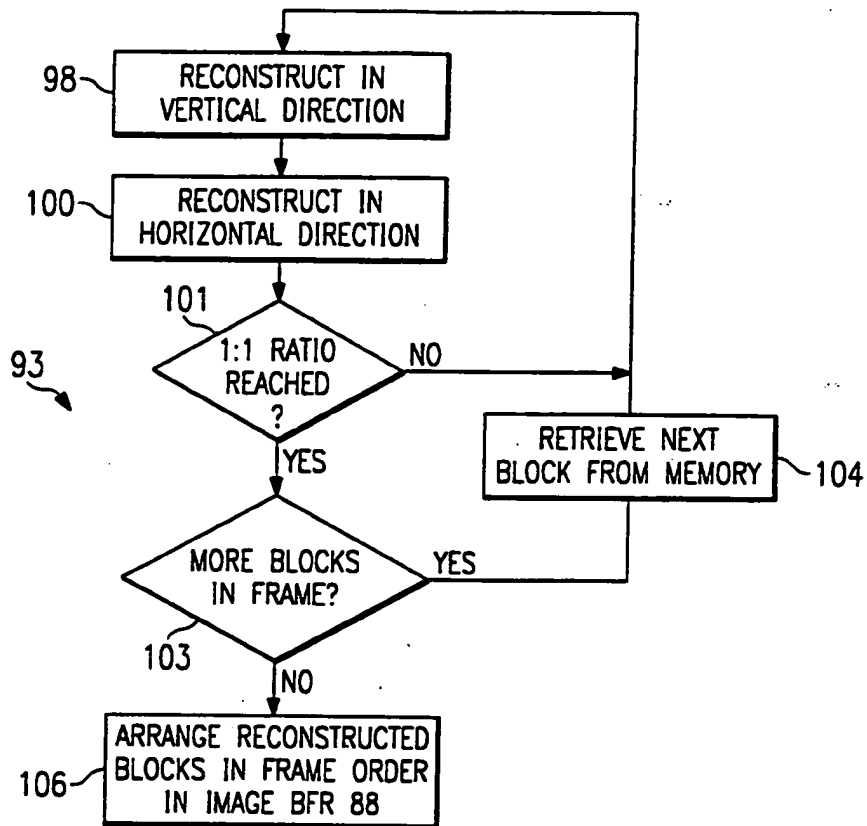 98
RECONSTRUCT IN
VERTICAL DIRECTION
100
RECONSTRUCT IN
HORIZONTAL DIRECTION
101
1:1 RATIO
REACHED
?
NO
93
YES
RETRIEVE NEXT
BLOCK FROM MEMORY
104
MORE BLOCKS
IN FRAME?
YES
103
NO
106
ARRANGE RECONSTRUCTED
BLOCKS IN FRAME ORDER
IN IMAGE BFR 88